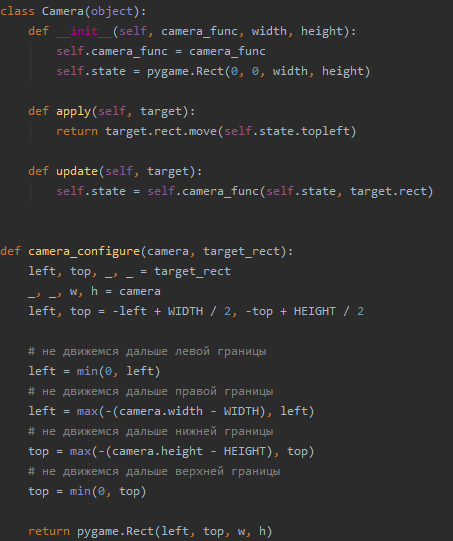 class Camera(object):
    def __init__(self, camera_func, width, height):
        self.camera_func = camera_func
        self.state = pygame.Rect(0, 0, width, height)

    def apply(self, target):
        return target.rect.move(self.state.topleft)

    def update(self, target):
        self.state = self.camera_func(self.state, target.rect)


def camera_configure(camera, target_rect):
    left, top, _, _ = target_rect
    _, _, w, h = camera
    left, top = -left + WIDTH / 2, -top + HEIGHT / 2

    # не движемся дальше левой границы
    left = min(0, left)
    # не движемся дальше правой границы
    left = max(-(camera.width - WIDTH), left)
    # не движемся дальше нижней границы
    top = max(-(camera.height - HEIGHT), top)
    # не движемся дальше верхней границы
    top = min(0, top)

    return pygame.Rect(left, top, w, h)